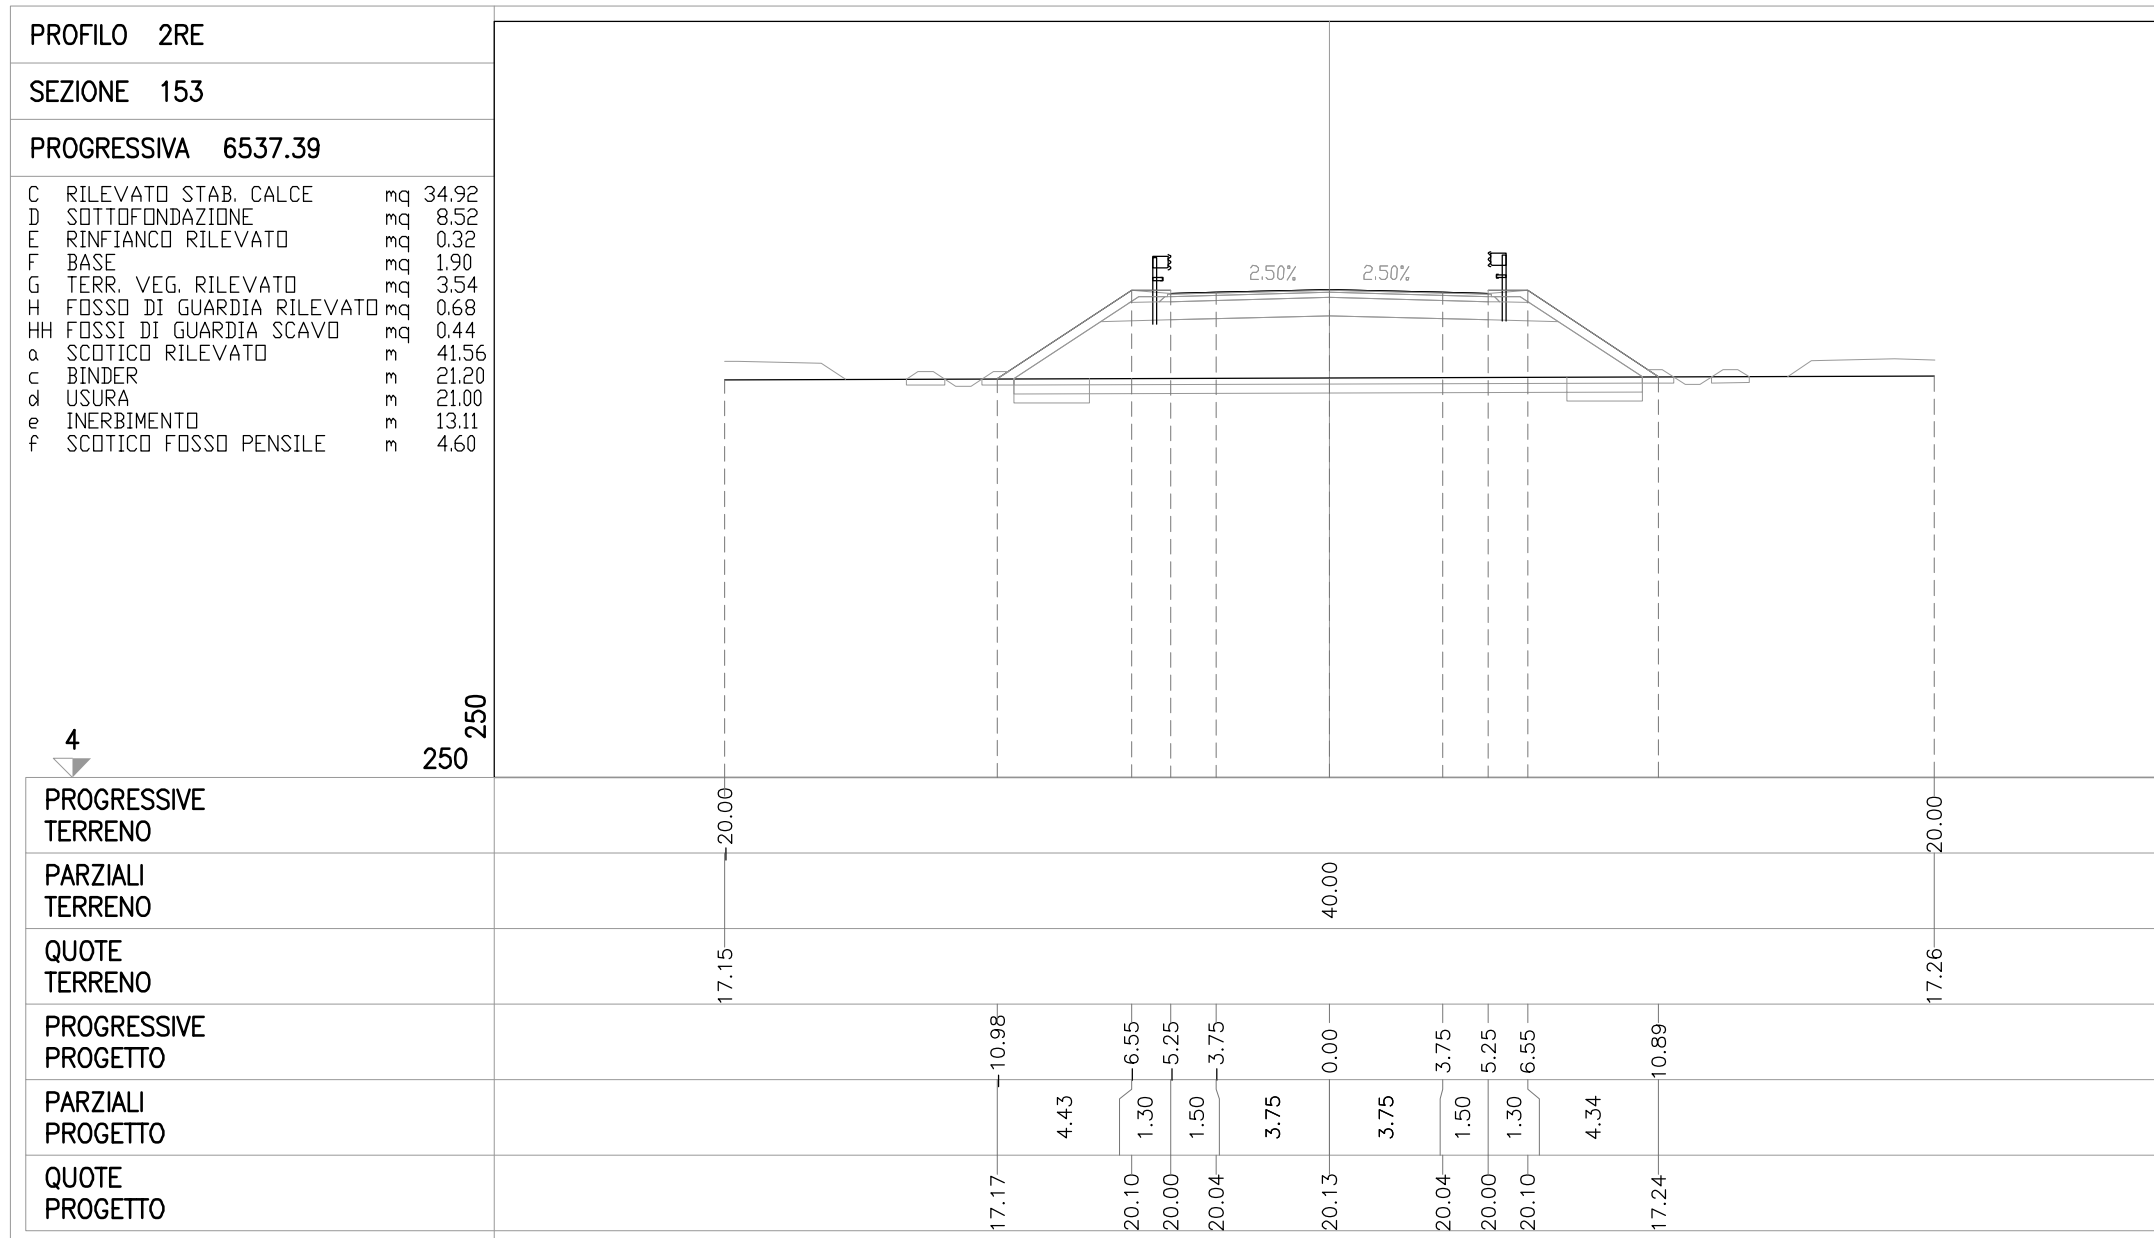 PROFILO 2RE
SEZIONE 153
PROGRESSIVA 6537.39
C RILEVATO STAB. CALCE mq 34.92
D SOTTOFONDAZIONE mq 8.52
E RINFIANCO RILEVATO mq 0.32
F BASE mq 1.90
G TERR. VEG. RILEVATO mq 3.54
H FOSSO DI GUARDIA RILEVATO mq 0.68
HH FOSSI DI GUARDIA SCAVO mq 0.44
a SCOTICO RILEVATO m 41.56
c BINDER m 21.20
d USURA m 21.00
e INERBIMENTO m 13.11
f SCOTICO FOSSO PENSILE m 4.60
2.50% 2.50%
4
250
250
PROGRESSIVE TERRENO
-20.00 20.00
PARZIALI TERRENO
40.00
QUOTE TERRENO
17.15 17.26
PROGRESSIVE PROGETTO
-10.98 -6.55 -5.25 -3.75 0.00 3.75 5.25 6.55 10.89
PARZIALI PROGETTO
4.43 1.30 1.50 3.75 3.75 1.50 1.30 4.34
QUOTE PROGETTO
17.17 20.10 20.00 20.04 20.13 20.04 20.00 20.10 17.24